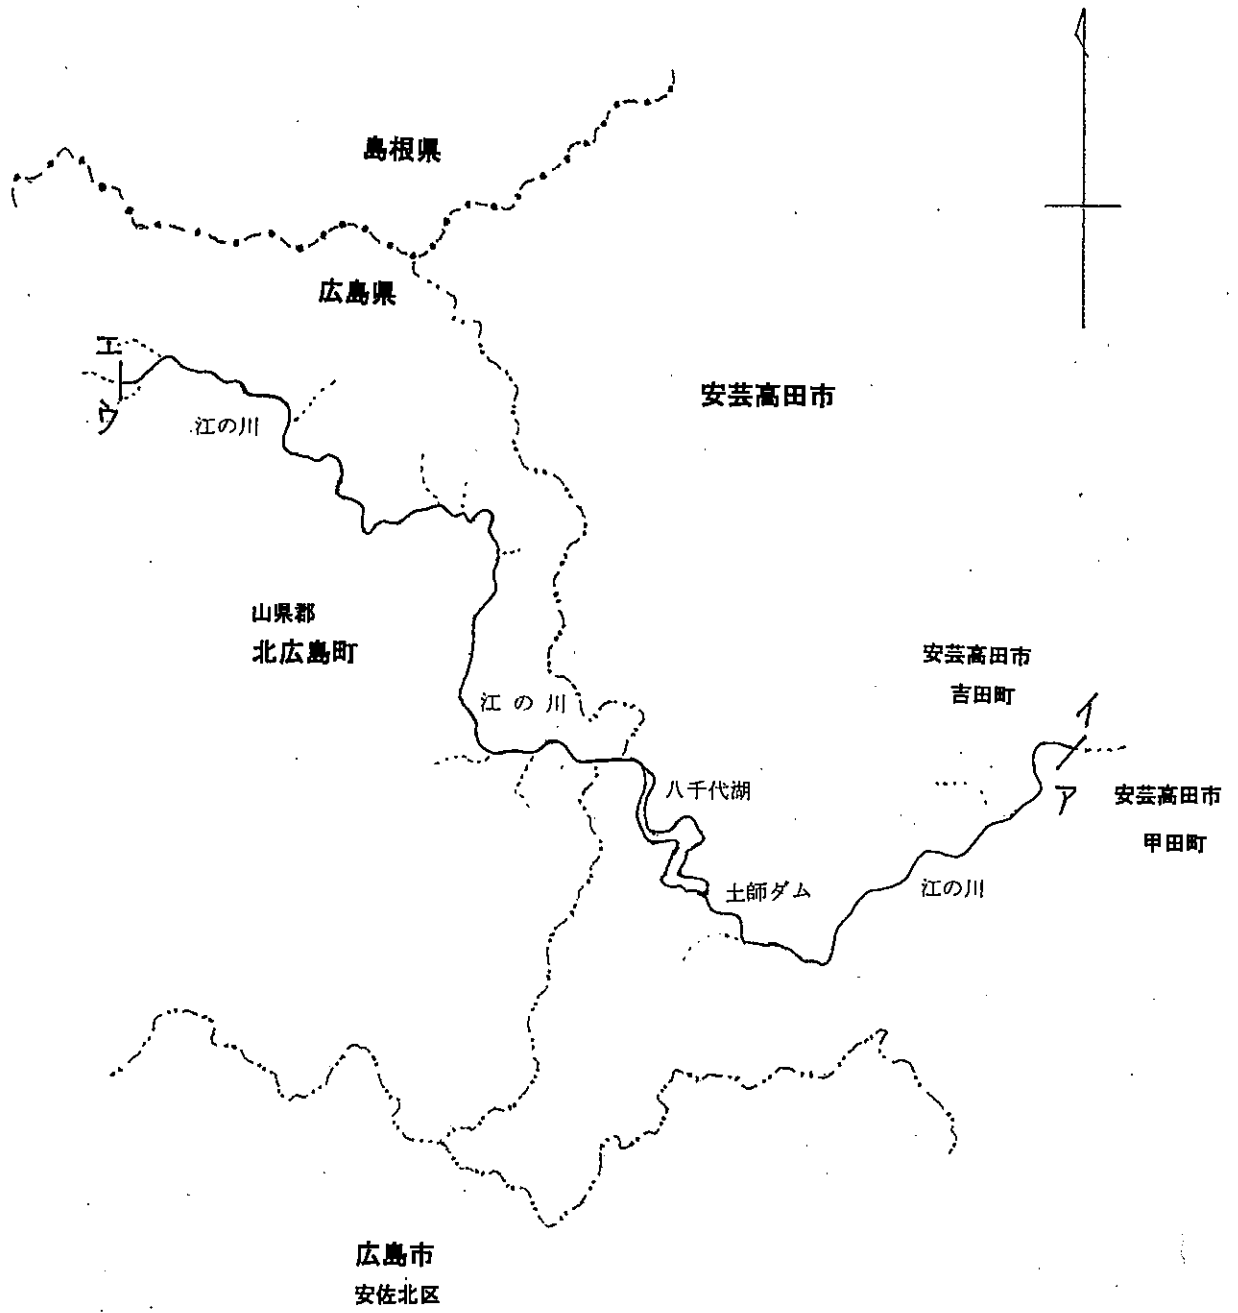 島根県
広島県
エ
ウ
江の川
安芸高田市
山県郡
北広島町
江の川
安芸高田市
吉田町
イ
ア
八千代湖
安芸高田市
甲田町
土師ダム
江の川
広島市
安佐北区